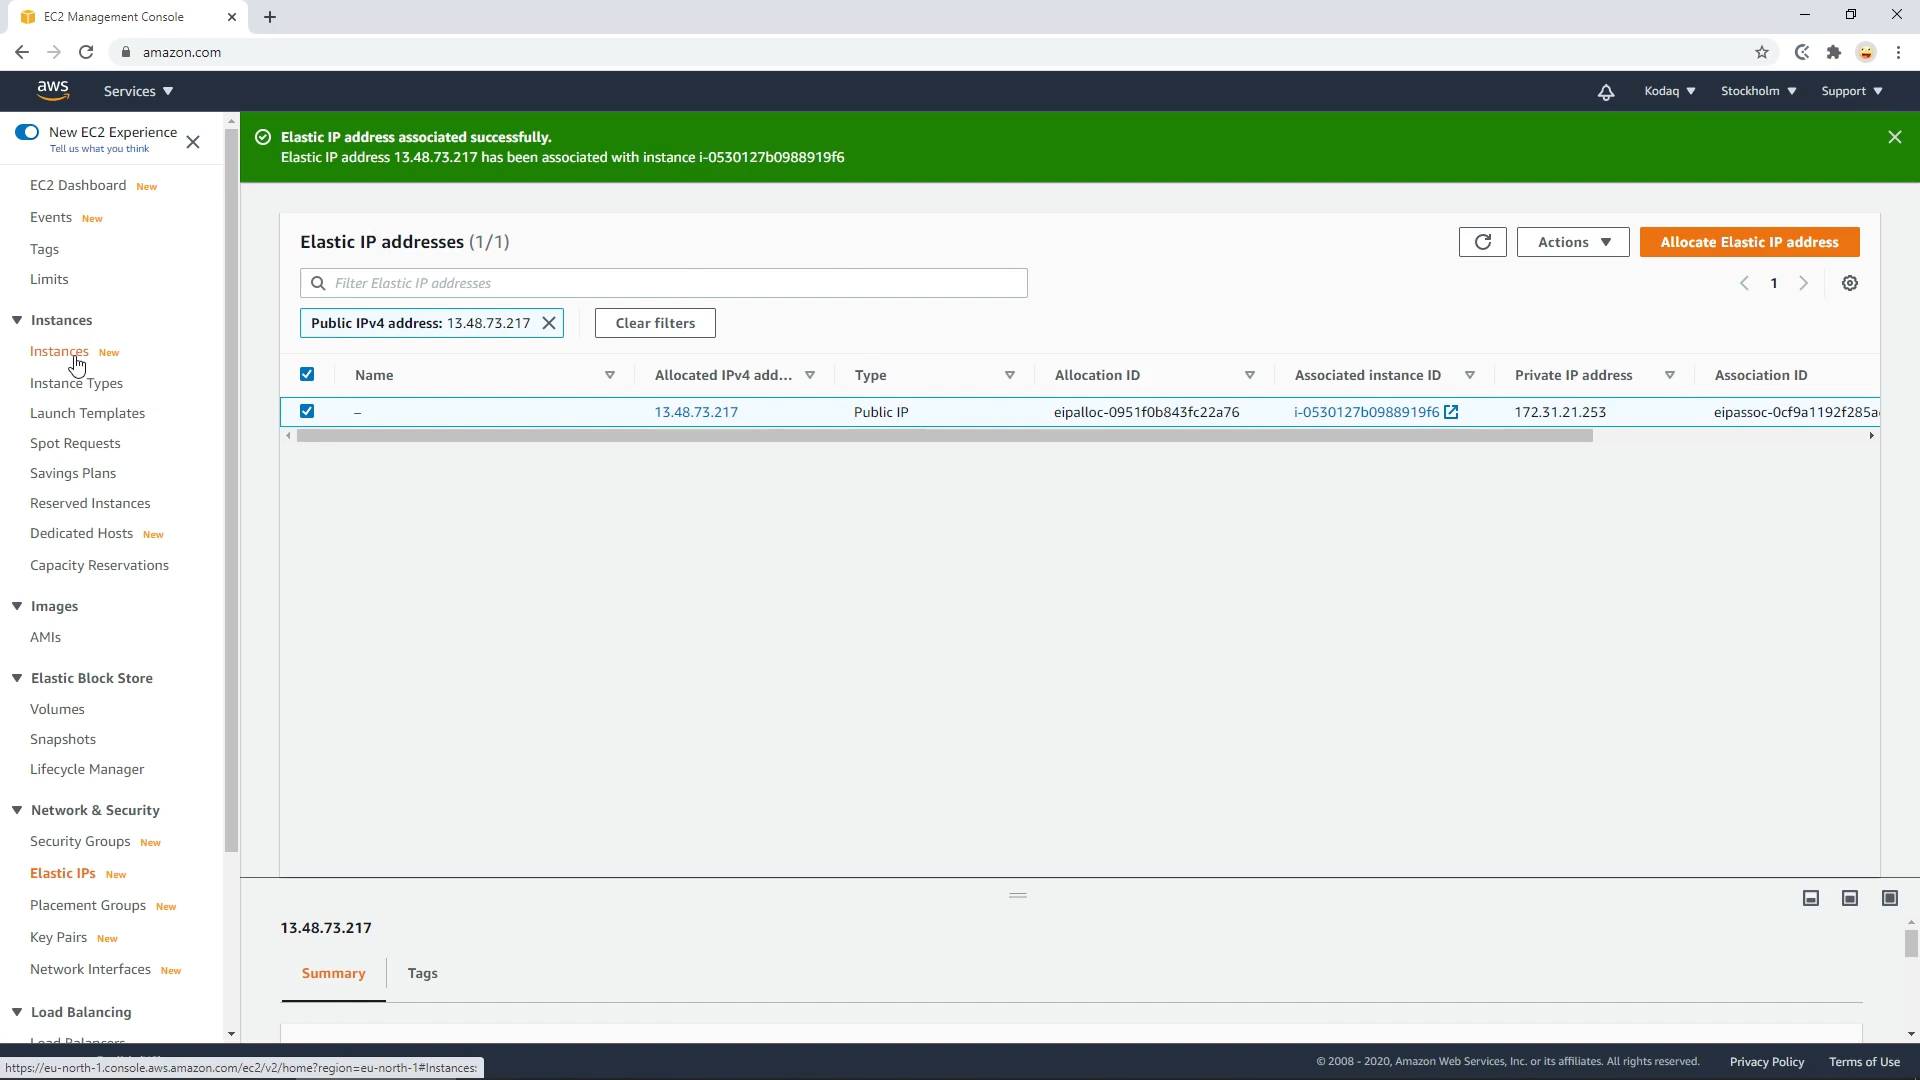 EC2 Management Console
amazon.com
aws
Services
Kodaq
Stockholm
Support
New EC2 Experience
Tell us what you think
Elastic IP address associated successfully.
Elastic IP address 13.48.73.217 has been associated with instance i-0530127b0988919f6
EC2 Dashboard New
Events New
Tags
Limits
Instances
Instances New
Instance Types
Launch Templates
Spot Requests
Savings Plans
Reserved Instances
Dedicated Hosts New
Capacity Reservations
Images
AMIs
Elastic Block Store
Volumes
Snapshots
Lifecycle Manager
Network & Security
Security Groups New
Elastic IPs New
Placement Groups New
Key Pairs New
Network Interfaces New
Load Balancing
Load Balancers
Elastic IP addresses (1/1)
Actions
Allocate Elastic IP address
Filter Elastic IP addresses
1
Public IPv4 address: 13.48.73.217
Clear filters
Name Allocated IPv4 add... Type Allocation ID Associated instance ID Private IP address Association ID
– 13.48.73.217 Public IP eipalloc-0951f0b843fc22a76 i-0530127b0988919f6 172.31.21.253 eipassoc-0cf9a1192f285a
13.48.73.217
Summary
Tags
https://eu-north-1.console.aws.amazon.com/ec2/v2/home?region=eu-north-1#Instances:
© 2008 - 2020, Amazon Web Services, Inc. or its affiliates. All rights reserved.
Privacy Policy
Terms of Use